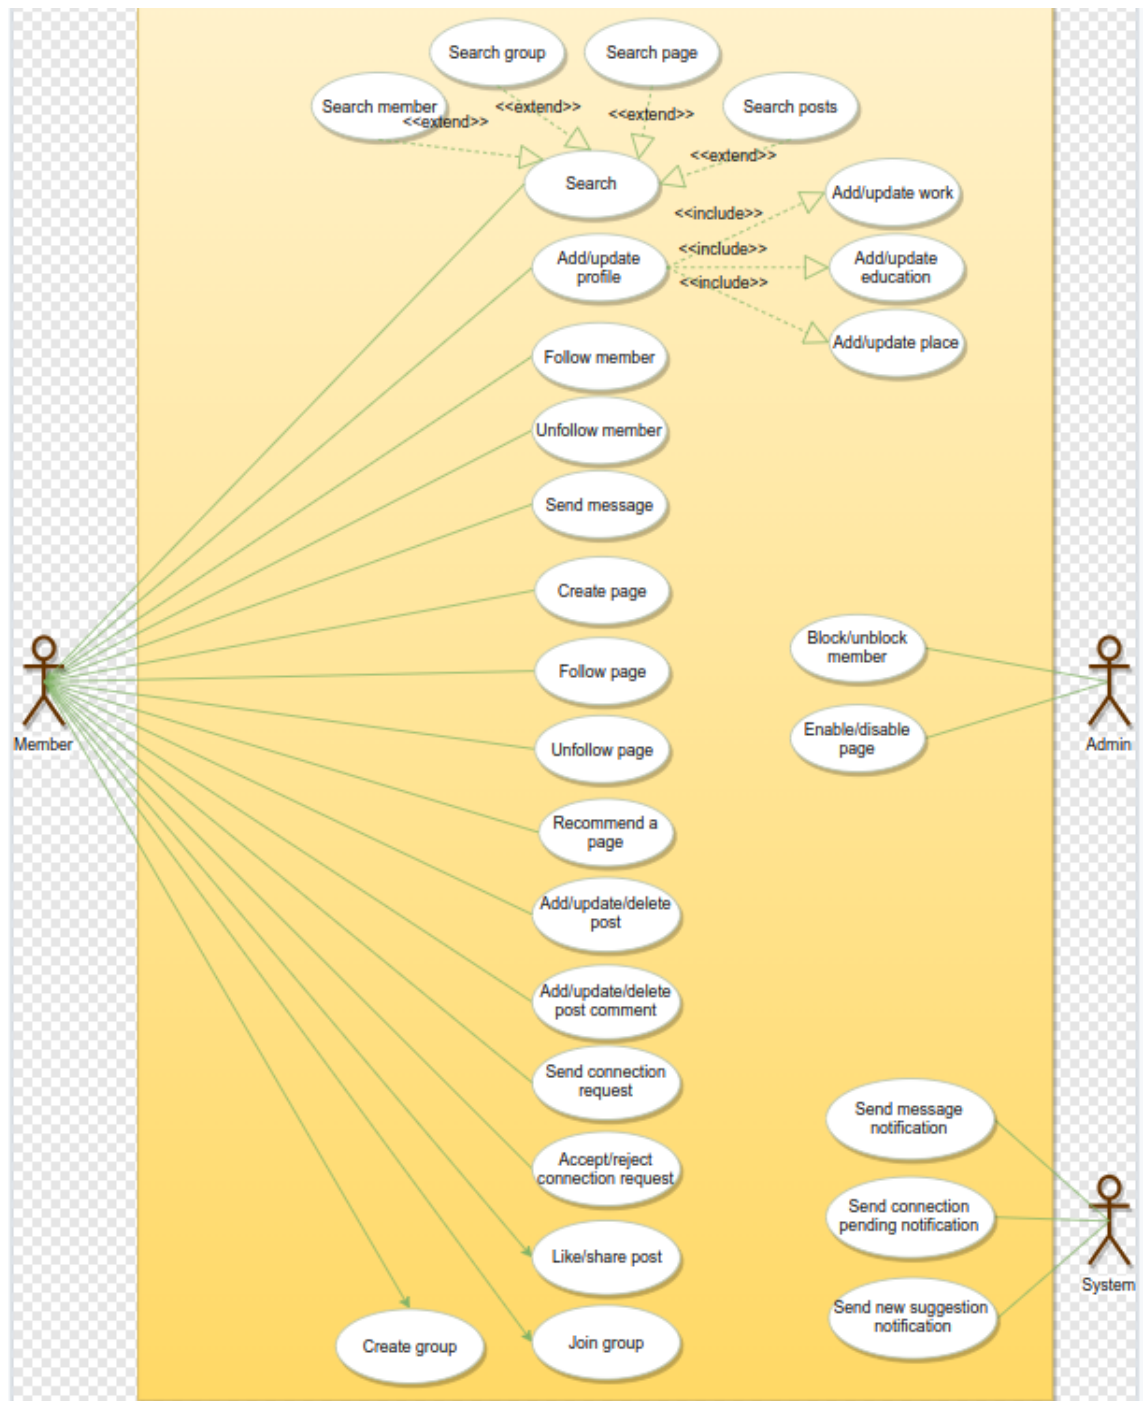 Search group
Search page
Search member
<<extend>>
<<extend>>
<<extend>>
Search posts
<<extend>>
Search
Add/update work
<<include>>
Add/update
profile
<<include>>
Add/update
education
<<include>>
Add/update place
Follow member
Unfollow member
Send message
Create page
Block/unblock
member
Follow page
Member
Admin
Unfollow page
Enable/disable
page
Recommend a
page
Add/update/delete
post
Add/update/delete
post comment
Send connection
request
Send message
notification
Accept/reject
connection request
Send connection
pending notification
Like/share post
System
Send new suggestion
notification
Create group
Join group